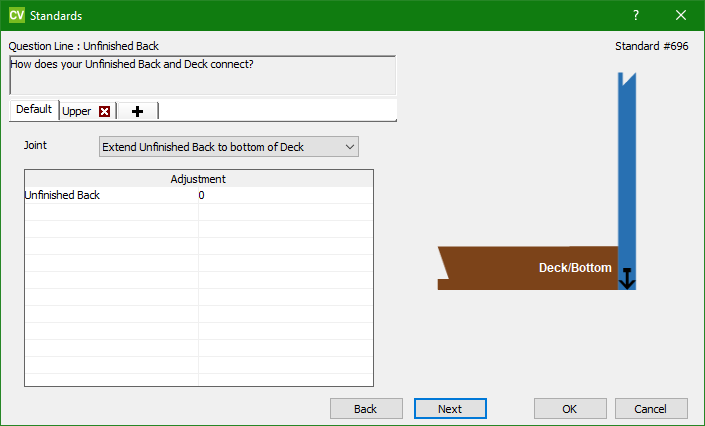 CV Standards ? X
Question Line : Unfinished Back
Standard #696
How does your Unfinished Back and Deck connect?
Default Upper
Joint
Extend Unfinished Back to bottom of Deck
Adjustment
Unfinished Back 0
Deck/Bottom
Back Next OK Cancel